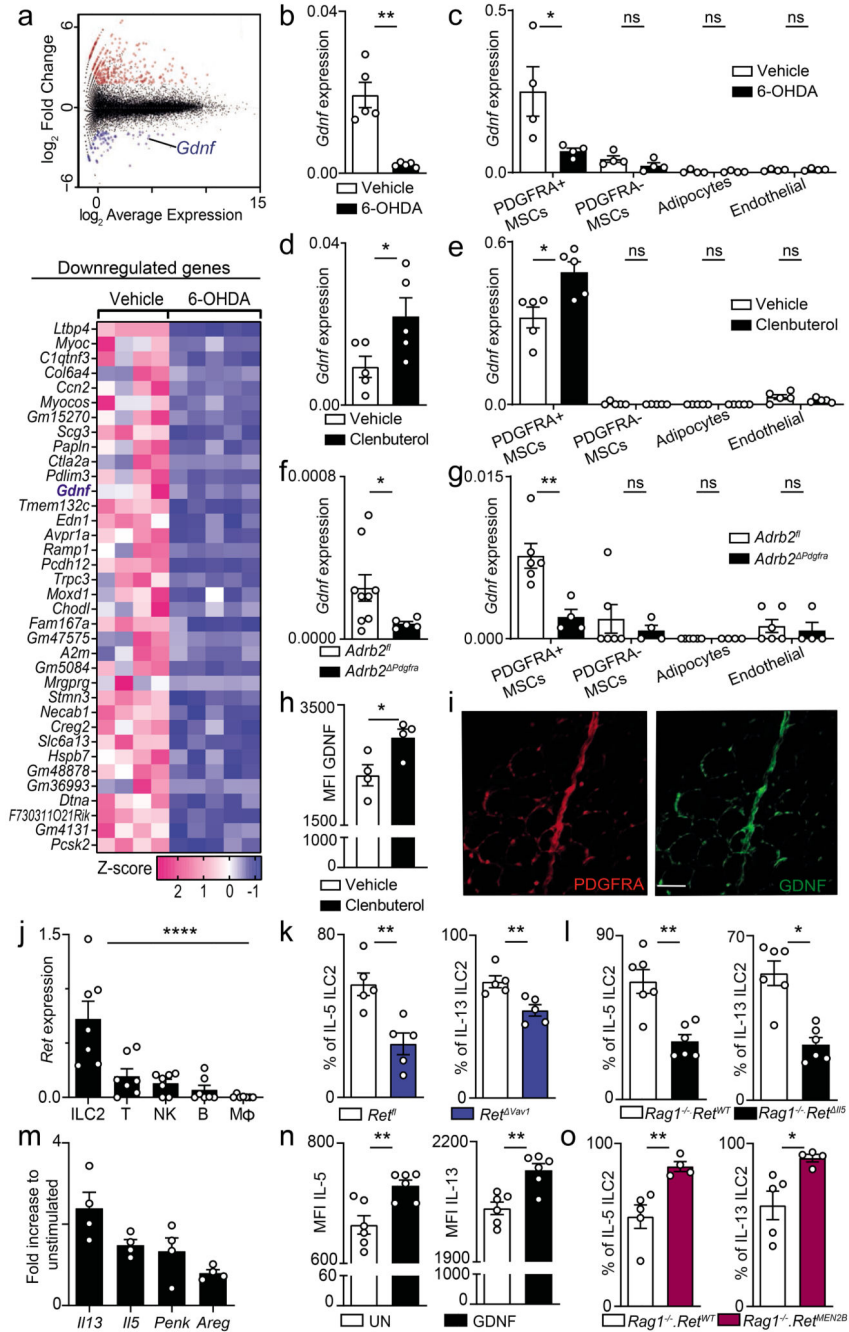 a
6
0
−6
log2 Fold Change
Gdnf
0
15
log2 Average Expression
Downregulated genes
Vehicle
6-OHDA
Ltbp4
Myoc
C1qtnf3
Col6a4
Ccn2
Myocos
Gm15270
Scg3
Papln
Ctla2a
Pdlim3
Gdnf
Tmem132c
Edn1
Avpr1a
Ramp1
Pcdh12
Trpc3
Moxd1
Chodl
Fam167a
Gm47575
A2m
Gm5084
Mrgprg
Stmn3
Necab1
Creg2
Slc6a13
Hspb7
Gm48878
Gm36993
Dtna
F730311O21Rik
Gm4131
Pcsk2
Z-score
2 1 0 -1
b
0.04
**
Gdnf expression
0.00
Vehicle
6-OHDA
c
0.5
* ns ns ns
Vehicle
6-OHDA
Gdnf expression
0.0
PDGFRA+ MSCs
PDGFRA- MSCs
Adipocytes
Endothelial
d
0.04
*
Gdnf expression
0.00
Vehicle
Clenbuterol
e
0.6
* ns ns ns
Vehicle
Clenbuterol
Gdnf expression
0.0
PDGFRA+ MSCs
PDGFRA- MSCs
Adipocytes
Endothelial
f
0.0008
*
Gdnf expression
0.0000
Adrb2fl
Adrb2ΔPdgfra
g
0.015
** ns ns ns
Adrb2fl
Adrb2ΔPdgfra
Gdnf expression
0.000
PDGFRA+ MSCs
PDGFRA- MSCs
Adipocytes
Endothelial
h
3500
*
MFI GDNF
1500
1000
0
Vehicle
Clenbuterol
i
PDGFRA
GDNF
j
1.5
****
Ret expression
0.0
ILC2 T NK B MΦ
k
80
**
% of IL-5 ILC2
0
100
**
% of IL-13 ILC2
0
Retfl
RetΔVav1
l
90
**
% of IL-5 ILC2
0
70
*
% of IL-13 ILC2
0
Rag1-/-.RetWT
Rag1-/-.RetΔIl5
m
4
Fold increase to
unstimulated
0
Il13 Il5 Penk Areg
n
800
**
MFI IL-5
600
60
0
2200
**
MFI IL-13
1900
1000
0
UN
GDNF
o
100
**
% of IL-5 ILC2
0
100
*
% of IL-13 ILC2
0
Rag1-/-.RetWT
Rag1-/-.RetMEN2B